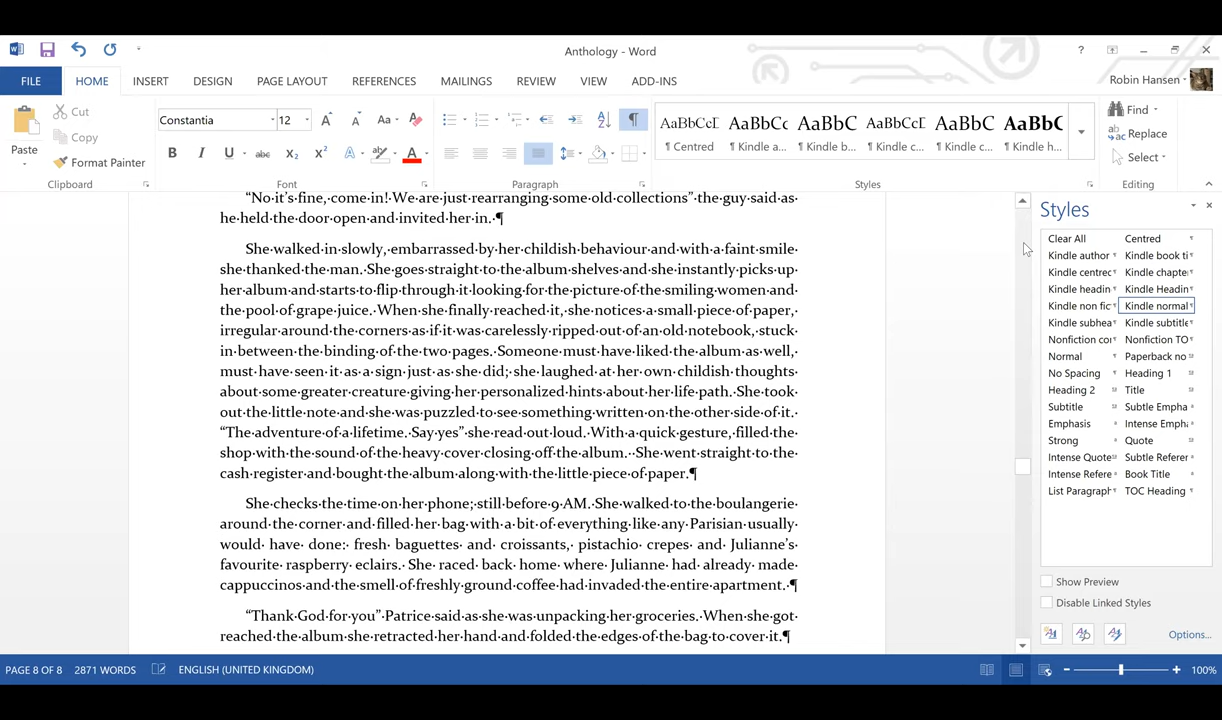 Anthology - Word
FILE HOME INSERT DESIGN PAGE LAYOUT REFERENCES MAILINGS REVIEW VIEW ADD-INS Robin Hansen
Paste Cut Copy Format Painter
Clipboard
Constantia 12
Font
Paragraph
AaBbCcD AaBbCc AaBbC AaBbCcD AaBbC AaBbC
¶ Centred ¶ Kindle a... ¶ Kindle b... ¶ Kindle c... ¶ Kindle c... ¶ Kindle h...
Styles
Find
Replace
Select
Editing
“No·it’s·fine,·come·in!·We·are·just·rearranging·some·old·collections”·the·guy·said·as·
he·held·the·door·open·and·invited·her·in.·¶
She·walked·in·slowly,·embarrassed·by·her·childish·behaviour·and·with·a·faint·smile·
she·thanked·the·man.·She·goes·straight·to·the·album·shelves·and·she·instantly·picks·up·
her·album·and·starts·to·flip·through·it·looking·for·the·picture·of·the·smiling·women·and·
the·pool·of·grape·juice.·When·she·finally·reached·it,·she·notices·a·small·piece·of·paper,·
irregular·around·the·corners·as·if·it·was·carelessly·ripped·out·of·an·old·notebook,·stuck·
in·between·the·binding·of·the·two·pages.·Someone·must·have·liked·the·album·as·well,·
must·have·seen·it·as·a·sign·just·as·she·did;·she·laughed·at·her·own·childish·thoughts·
about·some·greater·creature·giving·her·personalized·hints·about·her·life·path.·She·took·
out·the·little·note·and·she·was·puzzled·to·see·something·written·on·the·other·side·of·it.·
“The·adventure·of·a·lifetime.·Say·yes”·she·read·out·loud.·With·a·quick·gesture,·filled·the·
shop·with·the·sound·of·the·heavy·cover·closing·off·the·album.··She·went·straight·to·the·
cash·register·and·bought·the·album·along·with·the·little·piece·of·paper.¶
She·checks·the·time·on·her·phone;·still·before·9·AM.·She·walked·to·the·boulangerie·
around·the·corner·and·filled·her·bag·with·a·bit·of·everything·like·any·Parisian·usually·
would·have·done:·fresh·baguettes·and·croissants,·pistachio·crepes·and·Julianne’s·
favourite·raspberry·eclairs.·She·raced·back·home·where·Julianne·had·already·made·
cappuccinos·and·the·smell·of·freshly·ground·coffee·had·invaded·the·entire·apartment.·¶
“Thank·God·for·you”·Patrice·said·as·she·was·unpacking·her·groceries.·When·she·got·
reached·the·album·she·retracted·her·hand·and·folded·the·edges·of·the·bag·to·cover·it.¶
Styles
Clear All Centred
Kindle author Kindle book ti
Kindle centred Kindle chapte
Kindle headin Kindle Headin
Kindle non fic Kindle normal
Kindle subhea Kindle subtitle
Nonfiction cor Nonfiction TO
Normal Paperback no
No Spacing Heading 1
Heading 2 Title
Subtitle Subtle Empha
Emphasis Intense Empha
Strong Quote
Intense Quote Subtle Referen
Intense Refere Book Title
List Paragraph TOC Heading
Show Preview
Disable Linked Styles
Options...
PAGE 8 OF 8 2871 WORDS ENGLISH (UNITED KINGDOM) 100%